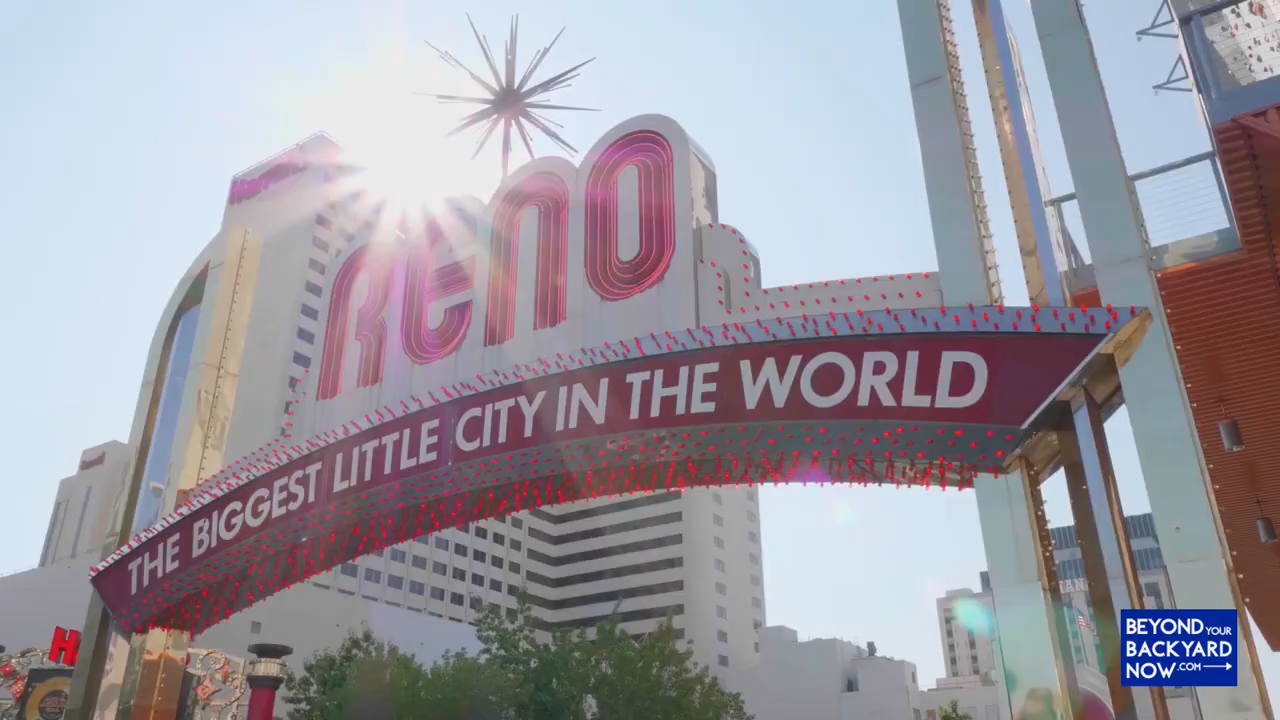 RENO
THE BIGGEST LITTLE CITY IN THE WORLD
H
BEYOND YOUR
BACKYARD
NOW.COM